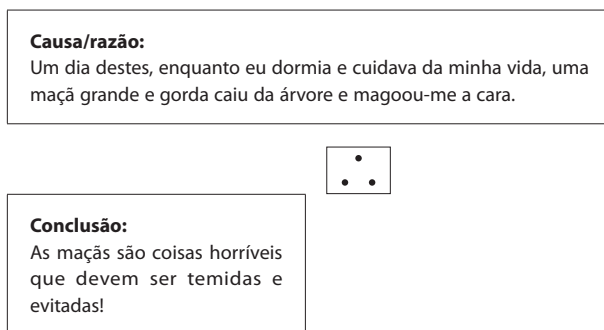 Causa/razão:
Um dia destes, enquanto eu dormia e cuidava da minha vida, uma
maçã grande e gorda caiu da árvore e magoou-me a cara.
Conclusão:
As maçãs são coisas horríveis
que devem ser temidas e
evitadas!